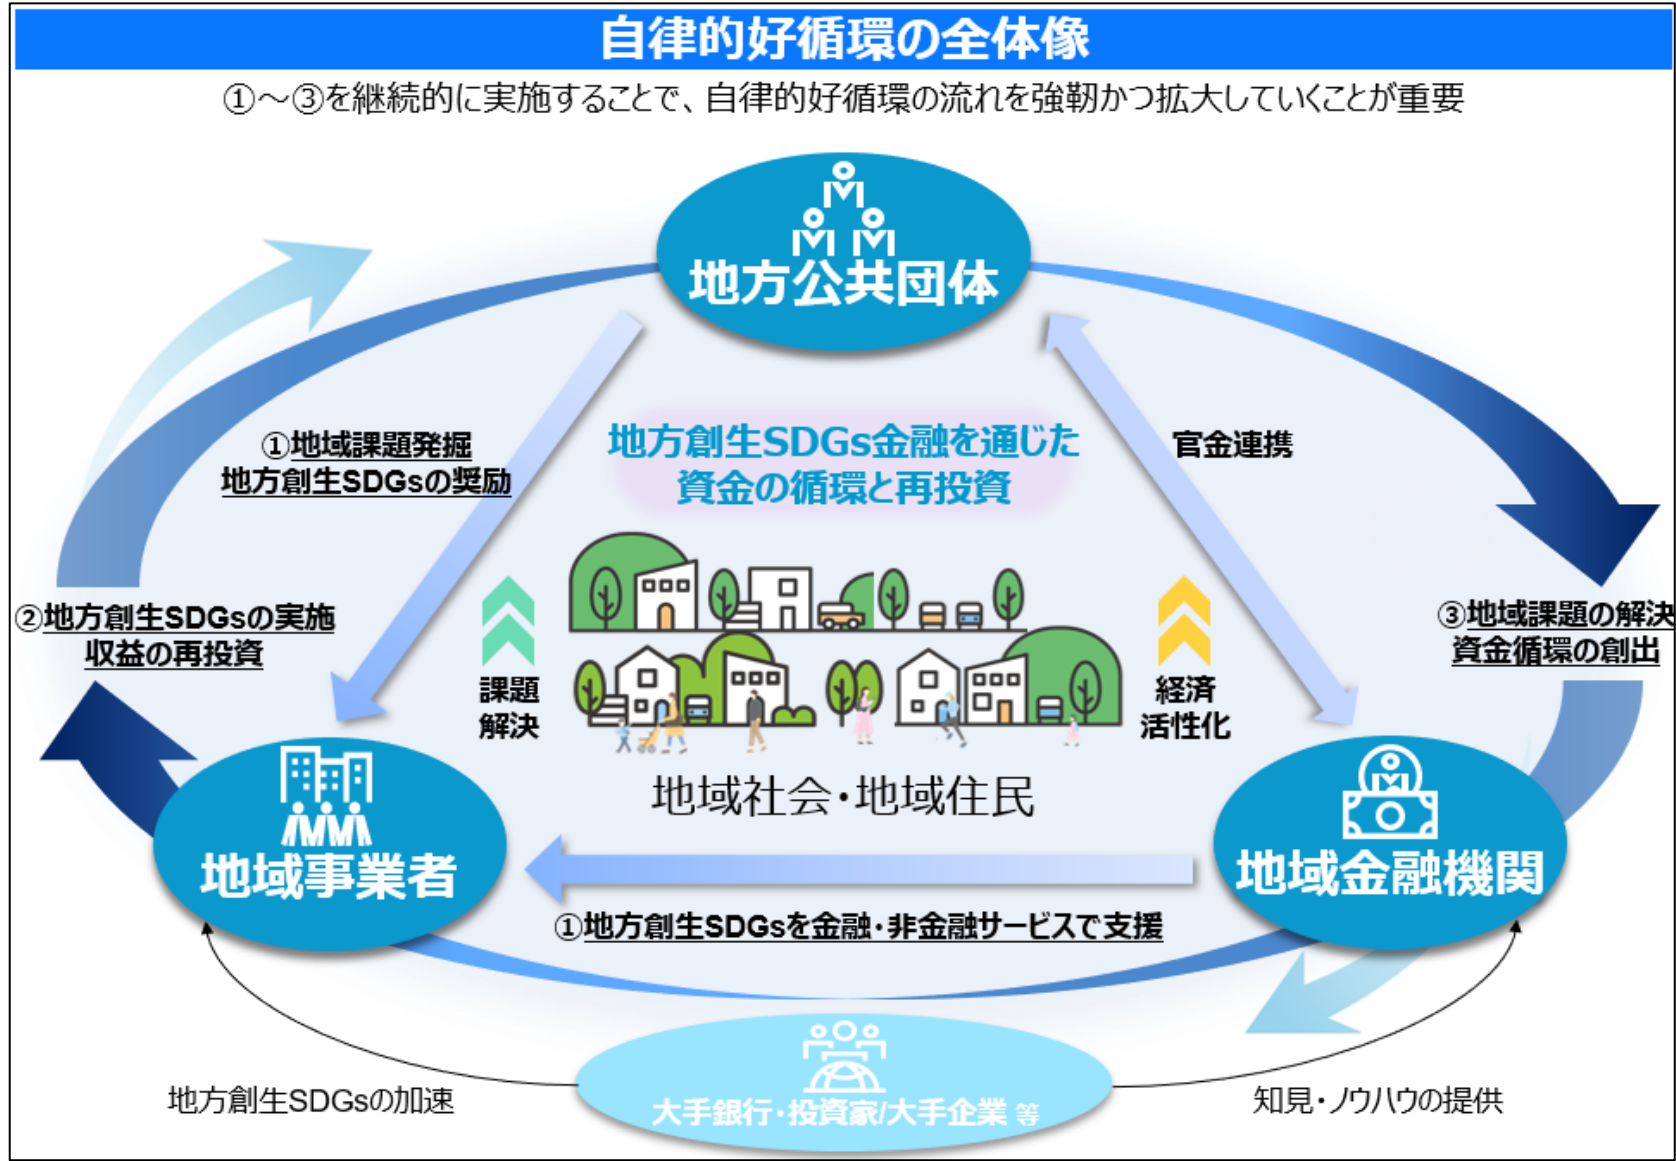 自律的好循環の全体像
①～③を継続的に実施することで、自律的好循環の流れを強靭かつ拡大していくことが重要
地方公共団体
①地域課題発掘
地方創生SDGsの奨励
地方創生SDGs金融を通じた
資金の循環と再投資
官金連携
②地方創生SDGsの実施
収益の再投資
③地域課題の解決
資金循環の創出
課題
解決
経済
活性化
地域社会・地域住民
地域事業者
地域金融機関
①地方創生SDGsを金融・非金融サービスで支援
地方創生SDGsの加速
大手銀行・投資家/大手企業 等
知見・ノウハウの提供